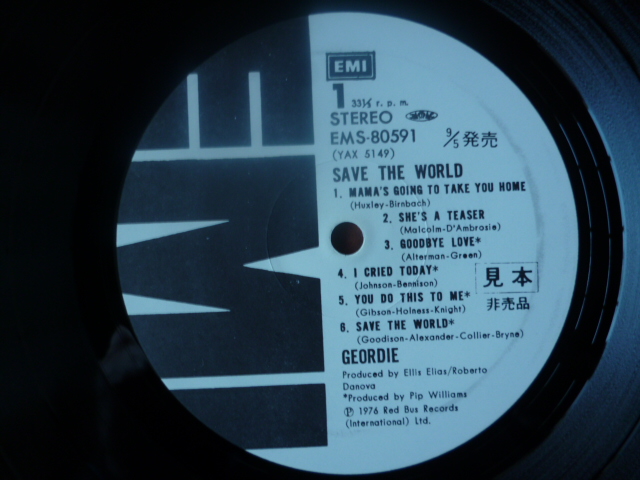 EMI
1 33⅓ r. p. m.
STEREO
EMS-80591 9/5発売
(YAX 5149)
SAVE THE WORLD
1. MAMA'S GOING TO TAKE YOU HOME
(Huxley-Birnbach)
2. SHE'S A TEASER
(Malcolm-D'Ambrosie)
3. GOODBYE LOVE*
(Alterman-Green)
4. I CRIED TODAY*
(Johnson-Bennison)
見本
5. YOU DO THIS TO ME*
(Gibson-Holness-Knight)
非売品
6. SAVE THE WORLD*
(Goodison-Alexander-Collier-Bryne)
GEORDIE
Produced by Ellis Elias/Roberto
Danova
*Produced by Pip Williams
Ⓟ 1976 Red Bus Records
(International) Ltd.